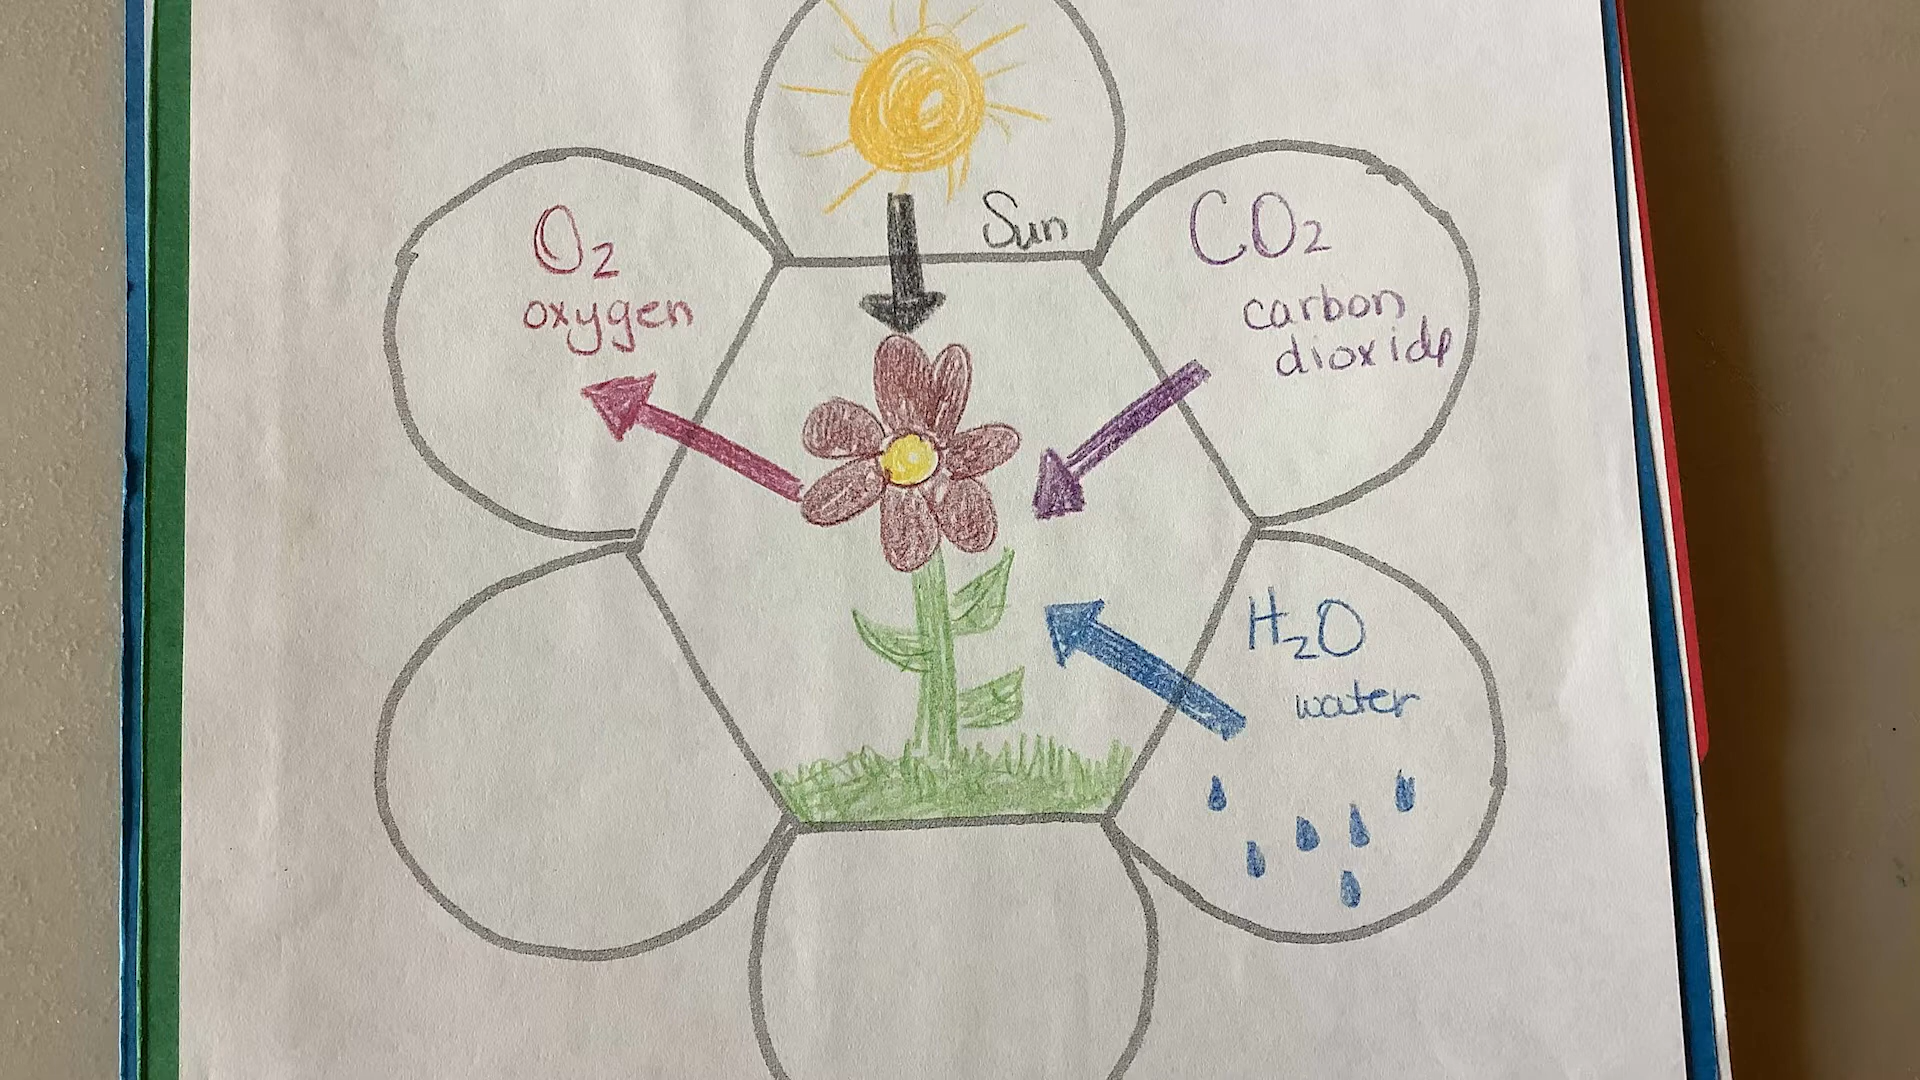 Sun
O2
oxygen
CO2
carbon
dioxide
H2O
water